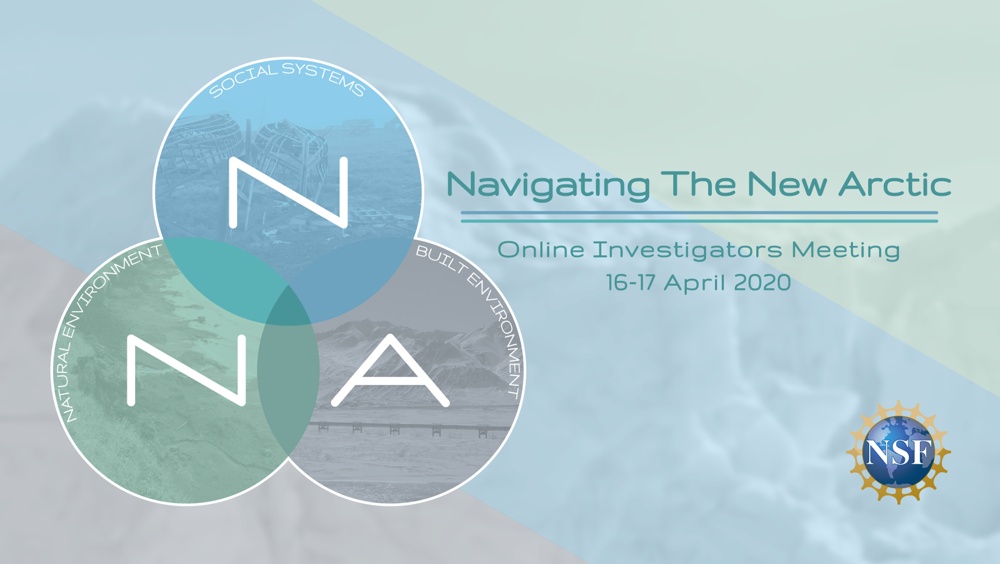 SOCIAL SYSTEMS
N
NATURAL ENVIRONMENT
N
BUILT ENVIRONMENT
A
Navigating The New Arctic
Online Investigators Meeting
16-17 April 2020
NSF